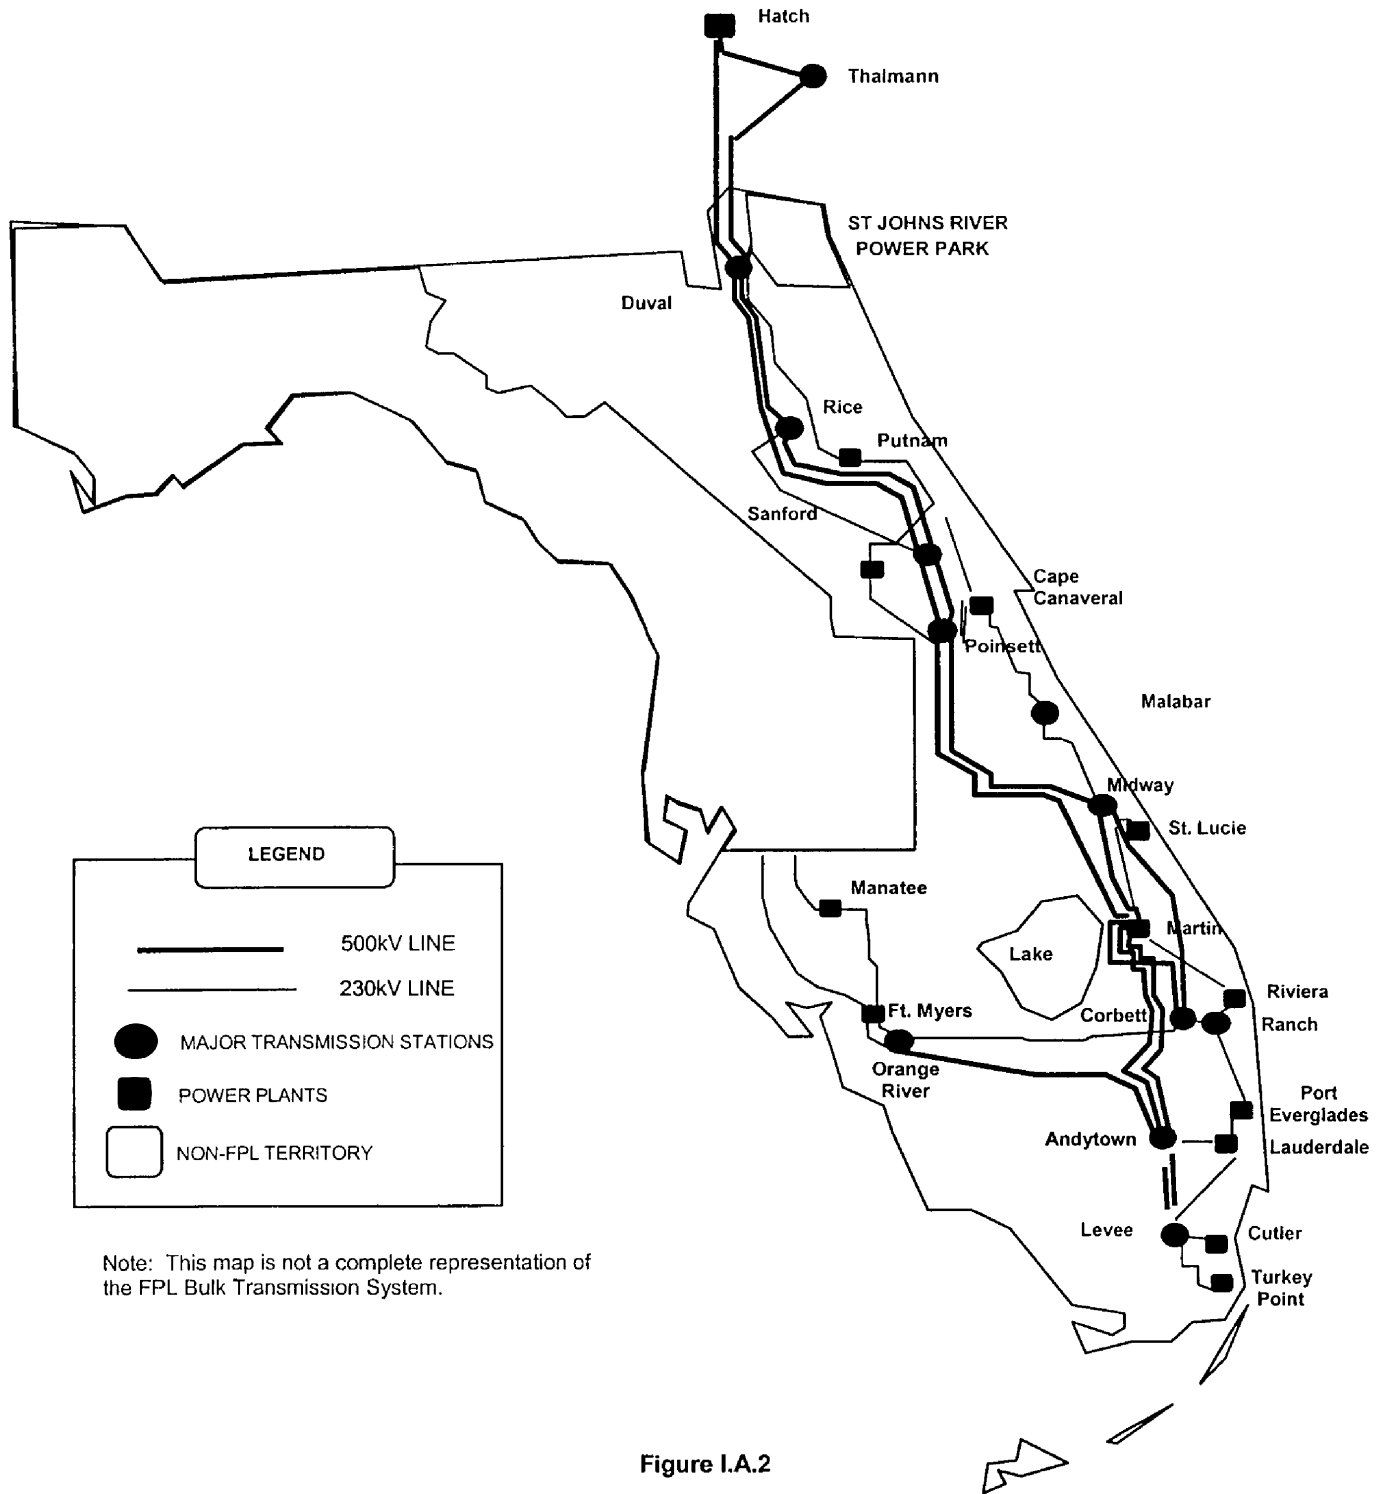 Hatch
Thalmann
ST JOHNS RIVER
POWER PARK
Duval
Rice
Putnam
Sanford
Cape
Canaveral
Poinsett
Malabar
Midway
St. Lucie
Manatee
Martin
Lake
Riviera
Ft. Myers
Corbett
Ranch
Orange
River
Port
Everglades
Andytown
Lauderdale
Levee
Cutler
Turkey
Point
LEGEND
500kV LINE
230kV LINE
MAJOR TRANSMISSION STATIONS
POWER PLANTS
NON-FPL TERRITORY
Note: This map is not a complete representation of
the FPL Bulk Transmission System.
Figure I.A.2